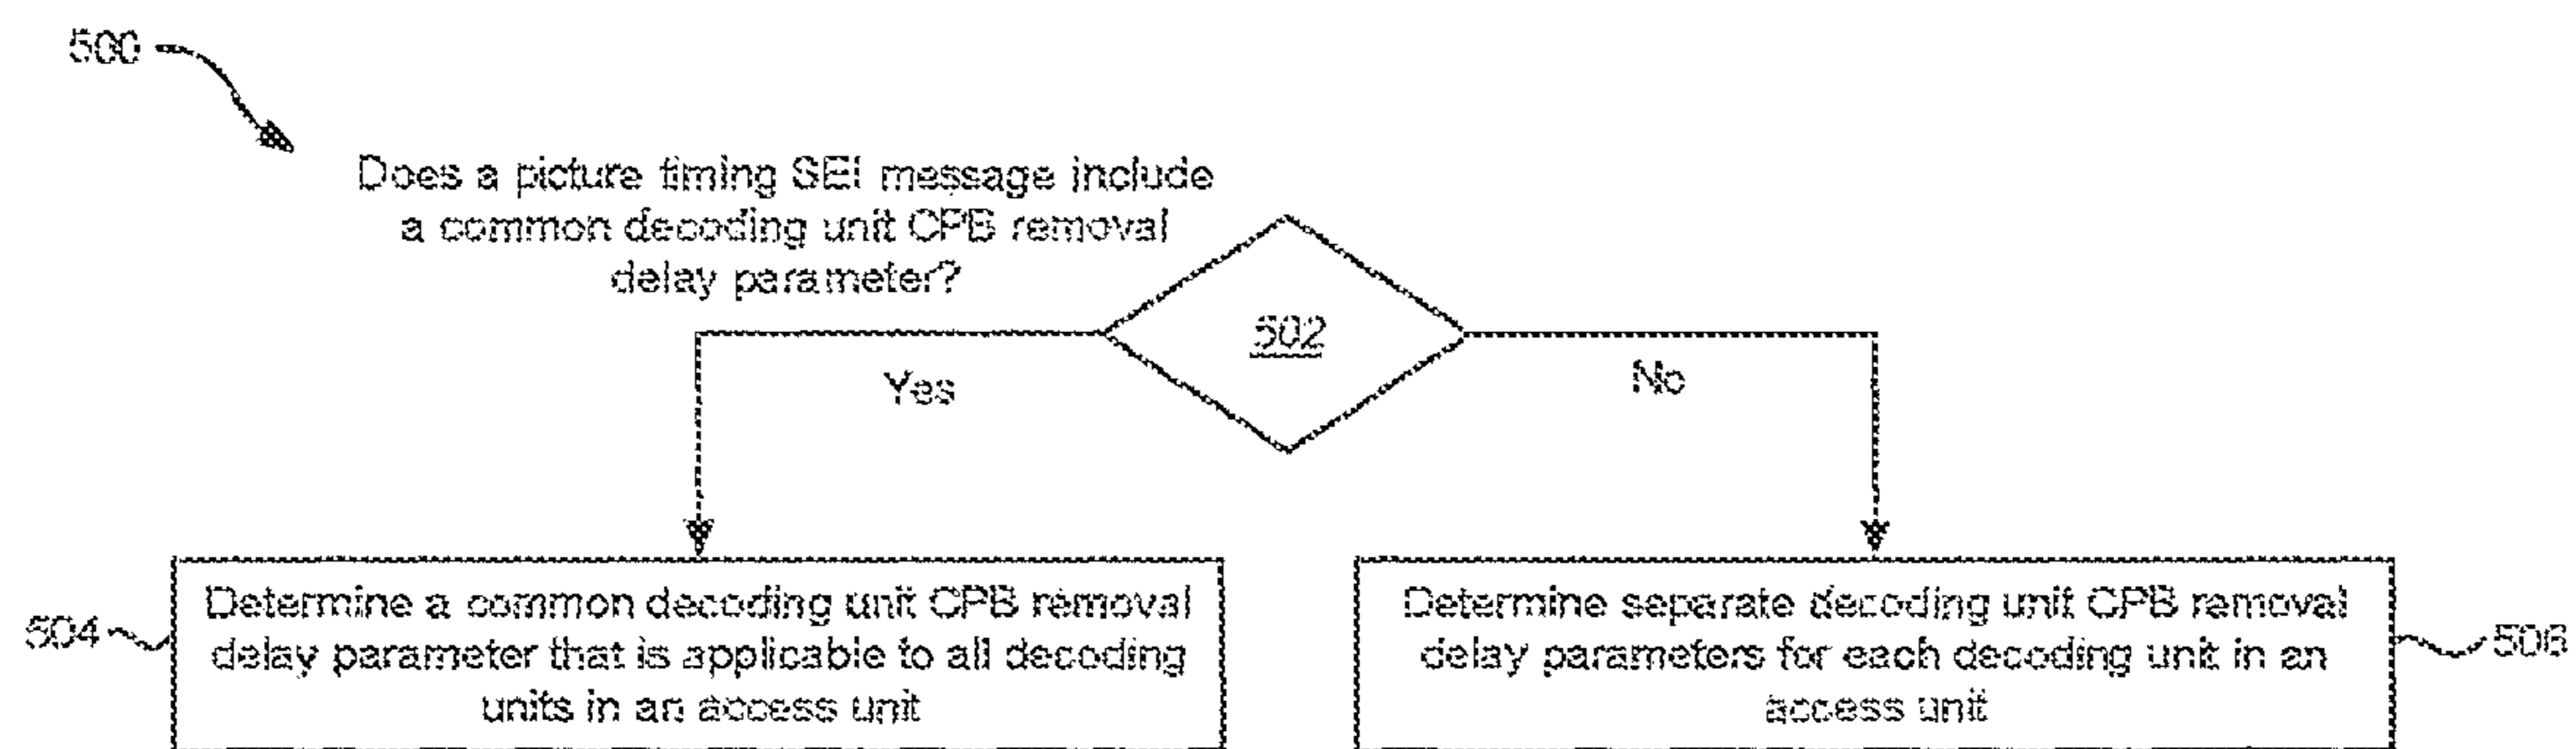 500
Does a picture timing SEI message include
a common decoding unit CPB removal
delay parameter?
502
Yes
No
504
Determine a common decoding unit CPB removal
delay parameter that is applicable to all decoding
units in an access unit
Determine separate decoding unit CPB removal
delay parameters for each decoding unit in an
access unit
506